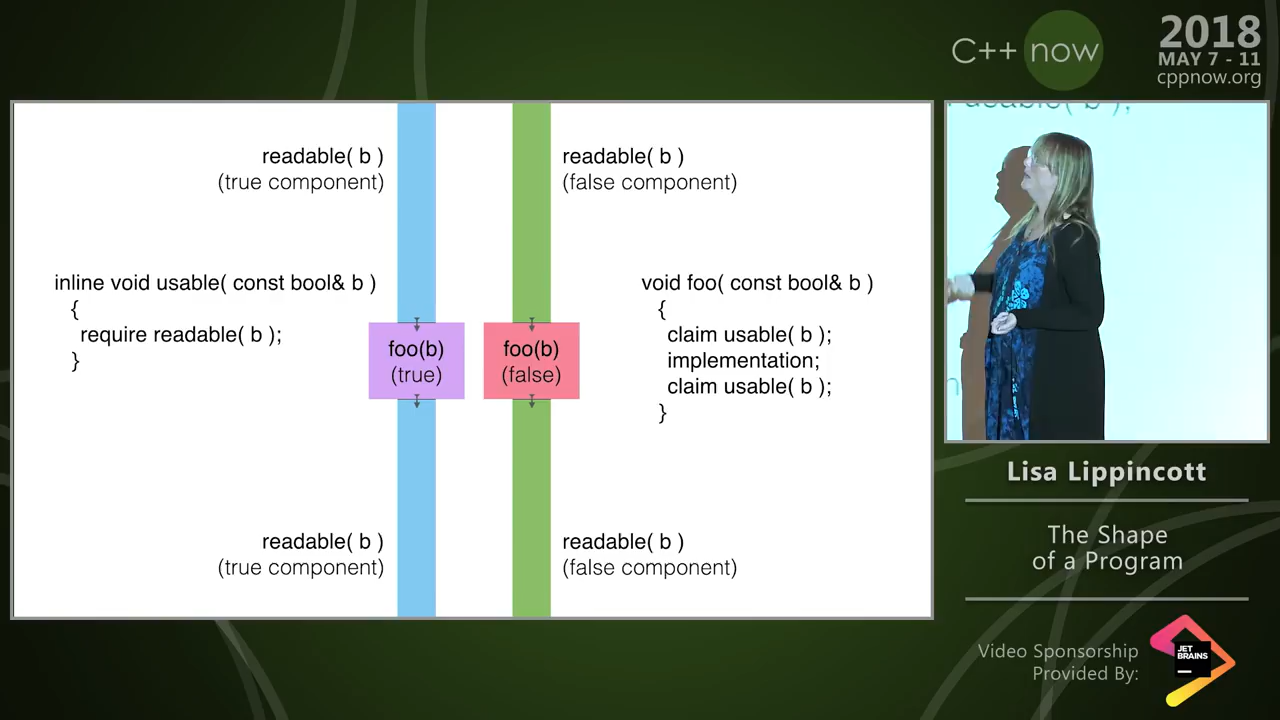 C++ now
2018
MAY 7 - 11
cppnow.org
readable( b )
(true component)
readable( b )
(false component)
inline void usable( const bool& b )
{
require readable( b );
}
foo(b)
(true)
foo(b)
(false)
void foo( const bool& b )
{
claim usable( b );
implementation;
claim usable( b );
}
readable( b )
(true component)
readable( b )
(false component)
usable( b );
Lisa Lippincott
The Shape
of a Program
Video Sponsorship
Provided By:
JET
BRAINS